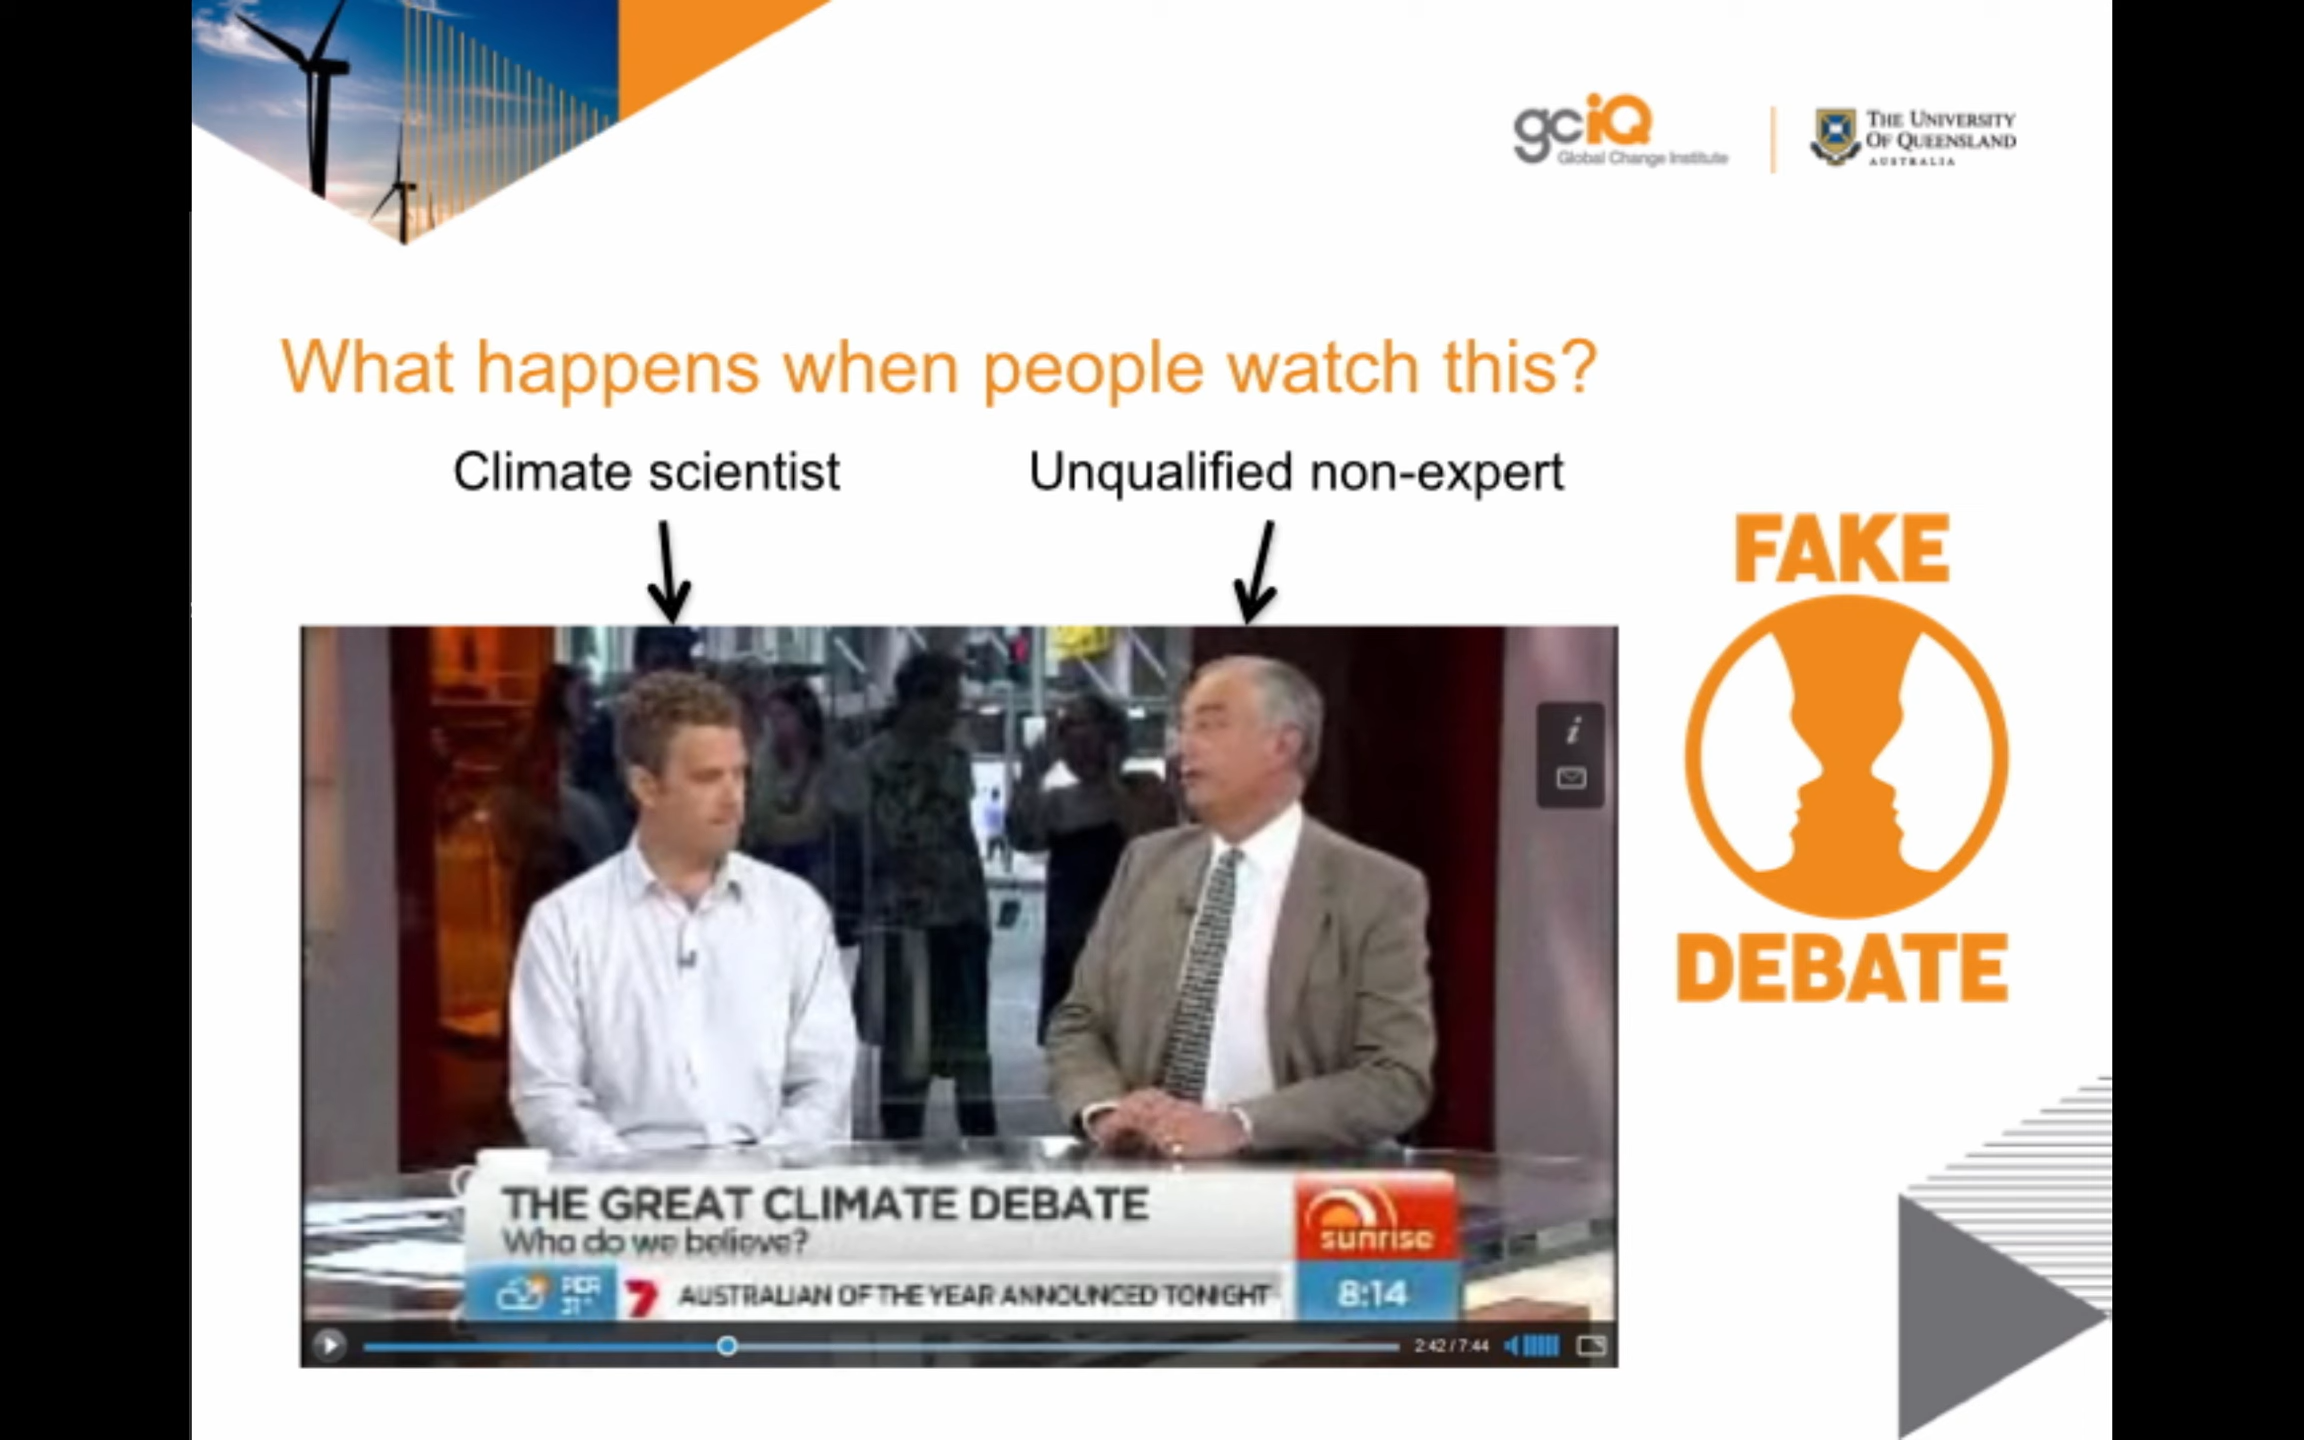 gciQ
Global Change Institute
THE UNIVERSITY
OF QUEENSLAND
AUSTRALIA
What happens when people watch this?
Climate scientist
Unqualified non-expert
FAKE
DEBATE
i
THE GREAT CLIMATE DEBATE
Who do we believe?
sunrise
PER
31°
7
AUSTRALIAN OF THE YEAR ANNOUNCED TONIGHT
8:14
2:42 / 7:44